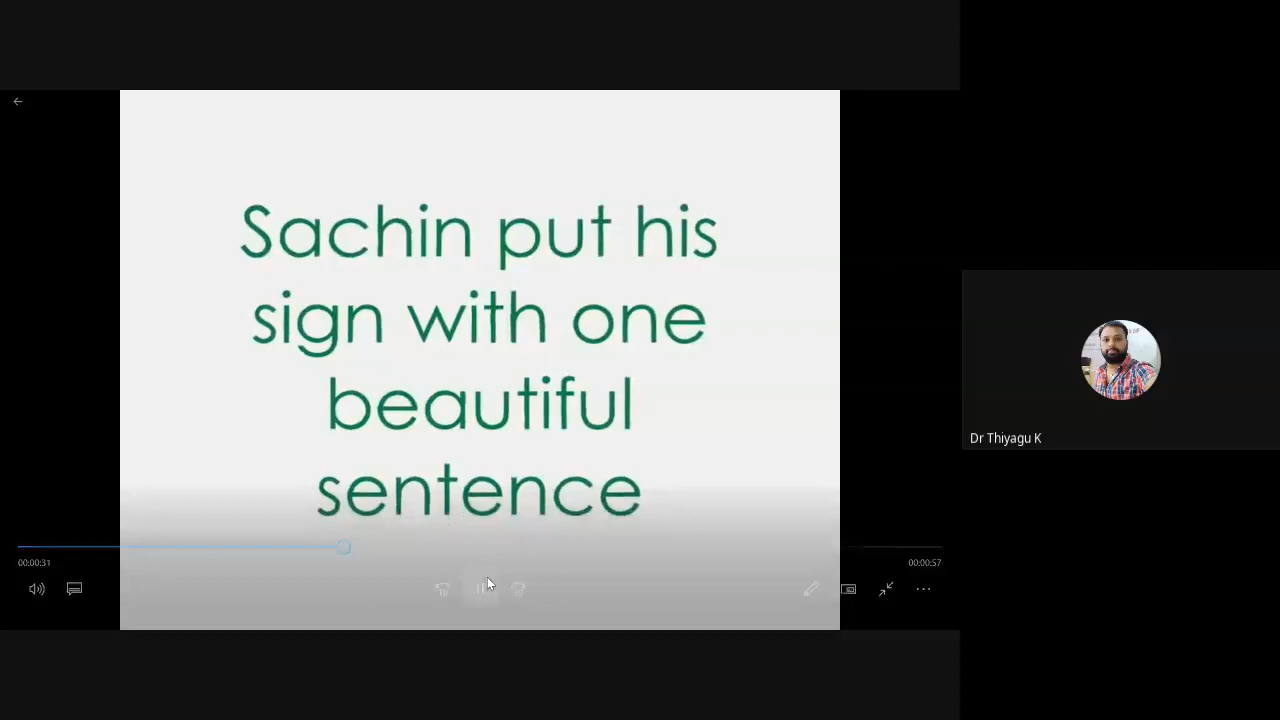 Sachin put his
sign with one
beautiful
sentence
00:00:31
00:00:57
Dr Thiyagu K